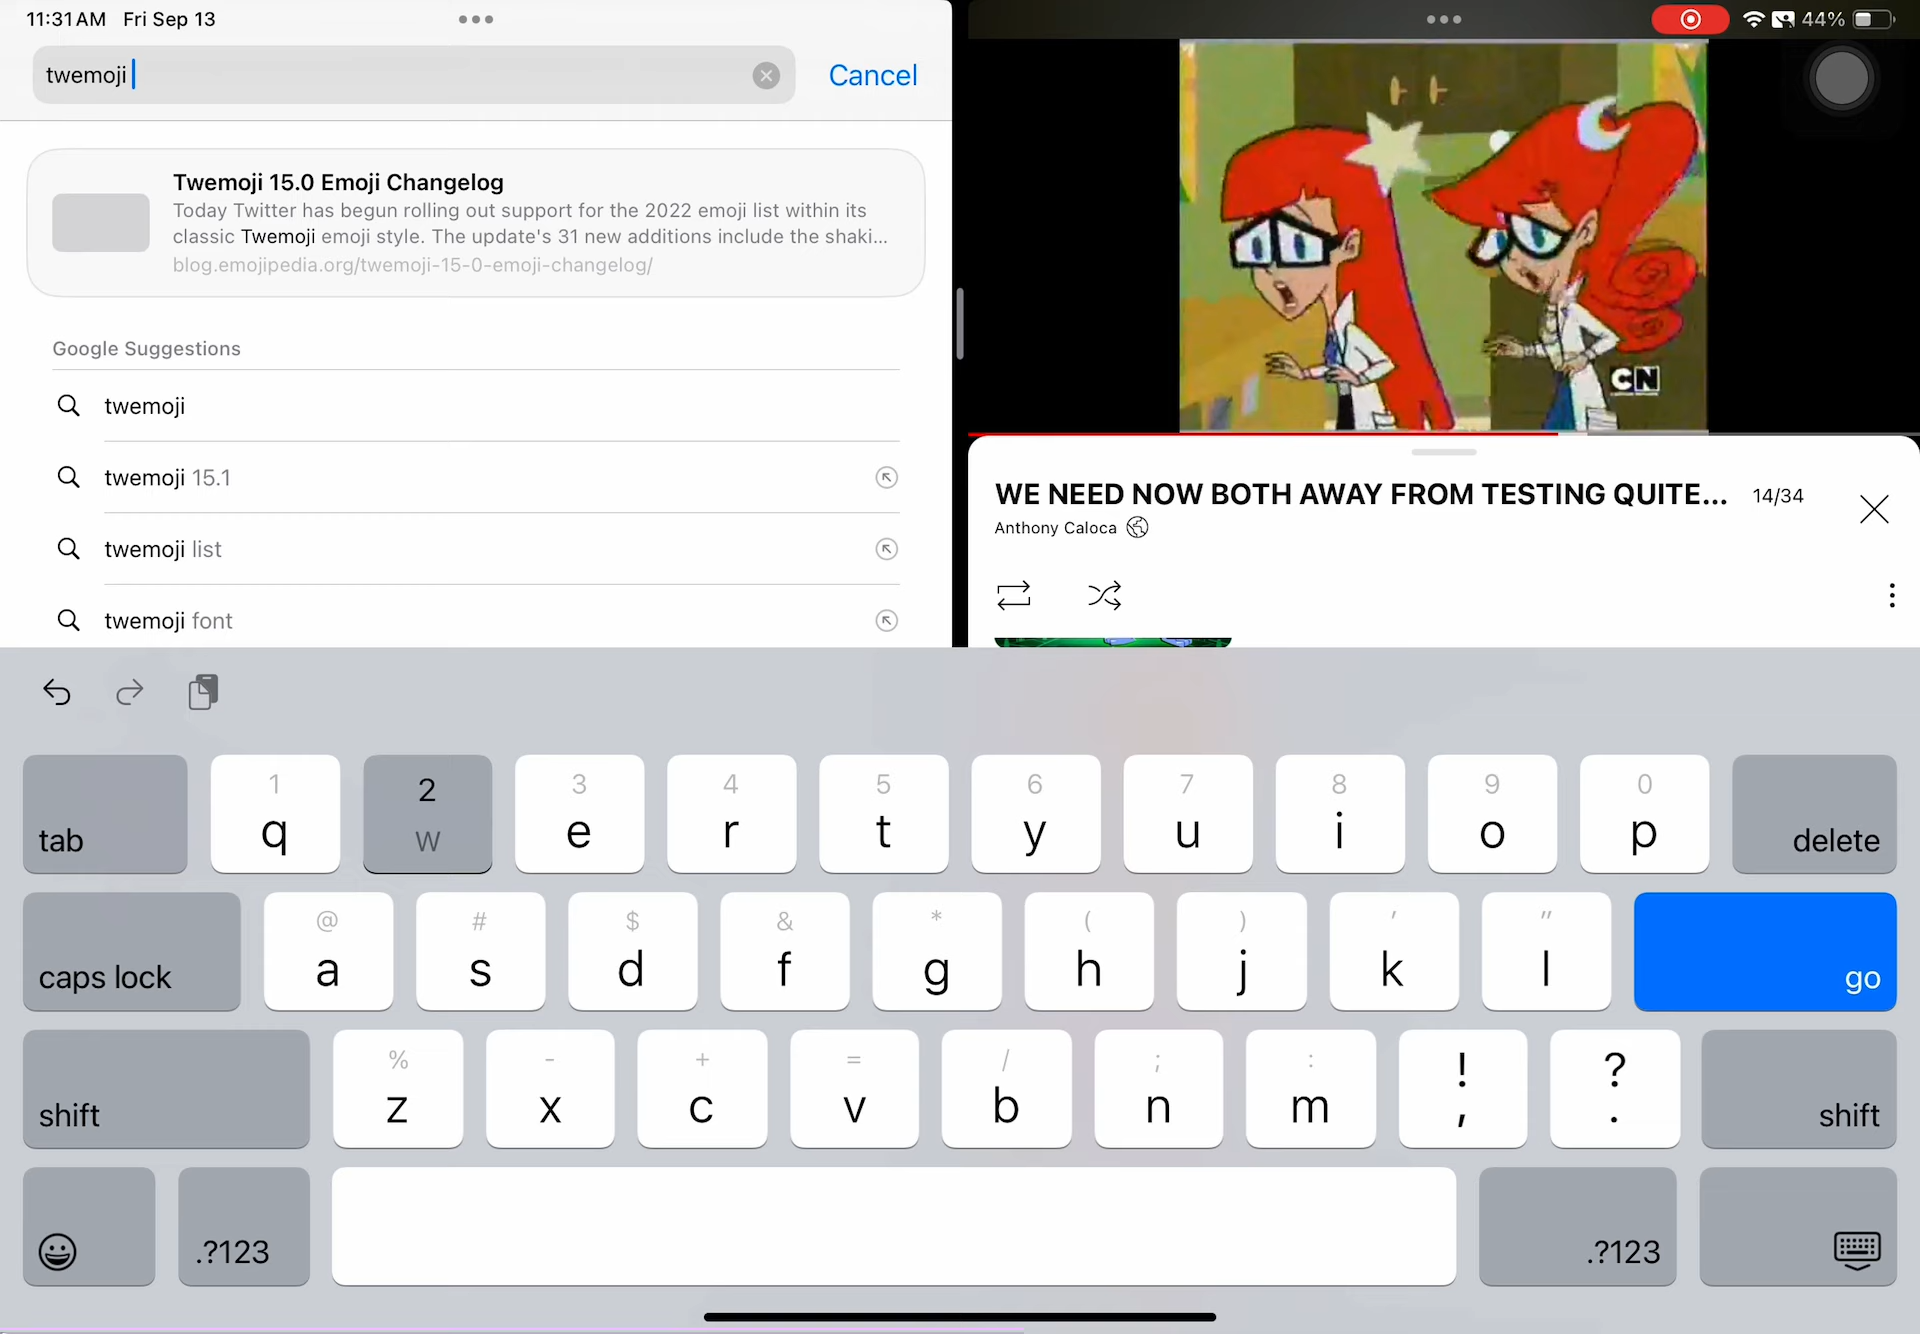 11:31 AM Fri Sep 13
44%
twemoji
Cancel
Twemoji 15.0 Emoji Changelog
Today Twitter has begun rolling out support for the 2022 emoji list within its
classic Twemoji emoji style. The update's 31 new additions include the shaki...
blog.emojipedia.org/twemoji-15-0-emoji-changelog/
Google Suggestions
twemoji
twemoji 15.1
twemoji list
twemoji font
CN
WE NEED NOW BOTH AWAY FROM TESTING QUITE... 14/34
Anthony Caloca
1 2 3 4 5 6 7 8 9 0
tab q w e r t y u i o p delete
@ # $ & * ( ) ' "
caps lock a s d f g h j k l go
% - + = / ; : ! ?
shift z x c v b n m , . shift
.?123 .?123